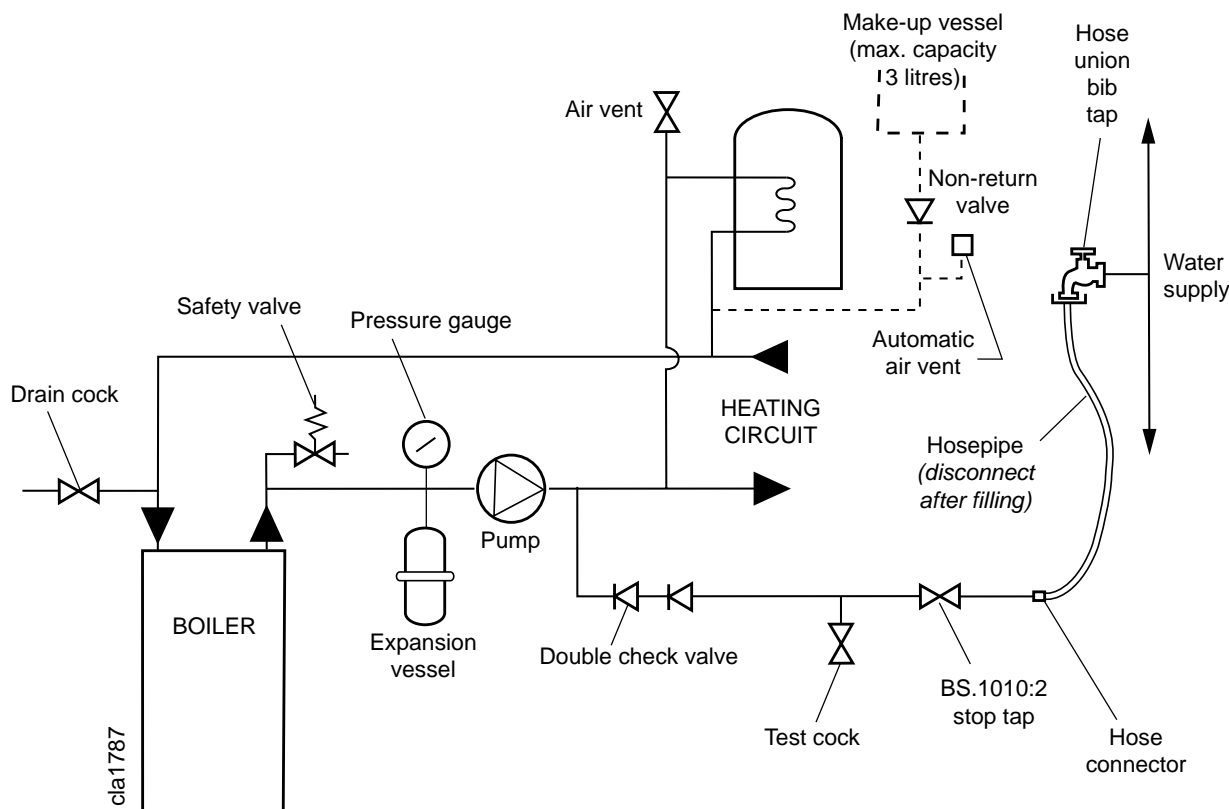 Make-up vessel
(max. capacity
3 litres)
Hose
union
bib
tap
Air vent
Non-return
valve
Water
supply
Safety valve
Pressure gauge
Automatic
air vent
Drain cock
HEATING
CIRCUIT
Hosepipe
(disconnect
after filling)
Pump
BOILER
Expansion
vessel
Double check valve
BS.1010:2
stop tap
Test cock
Hose
connector
cla1787